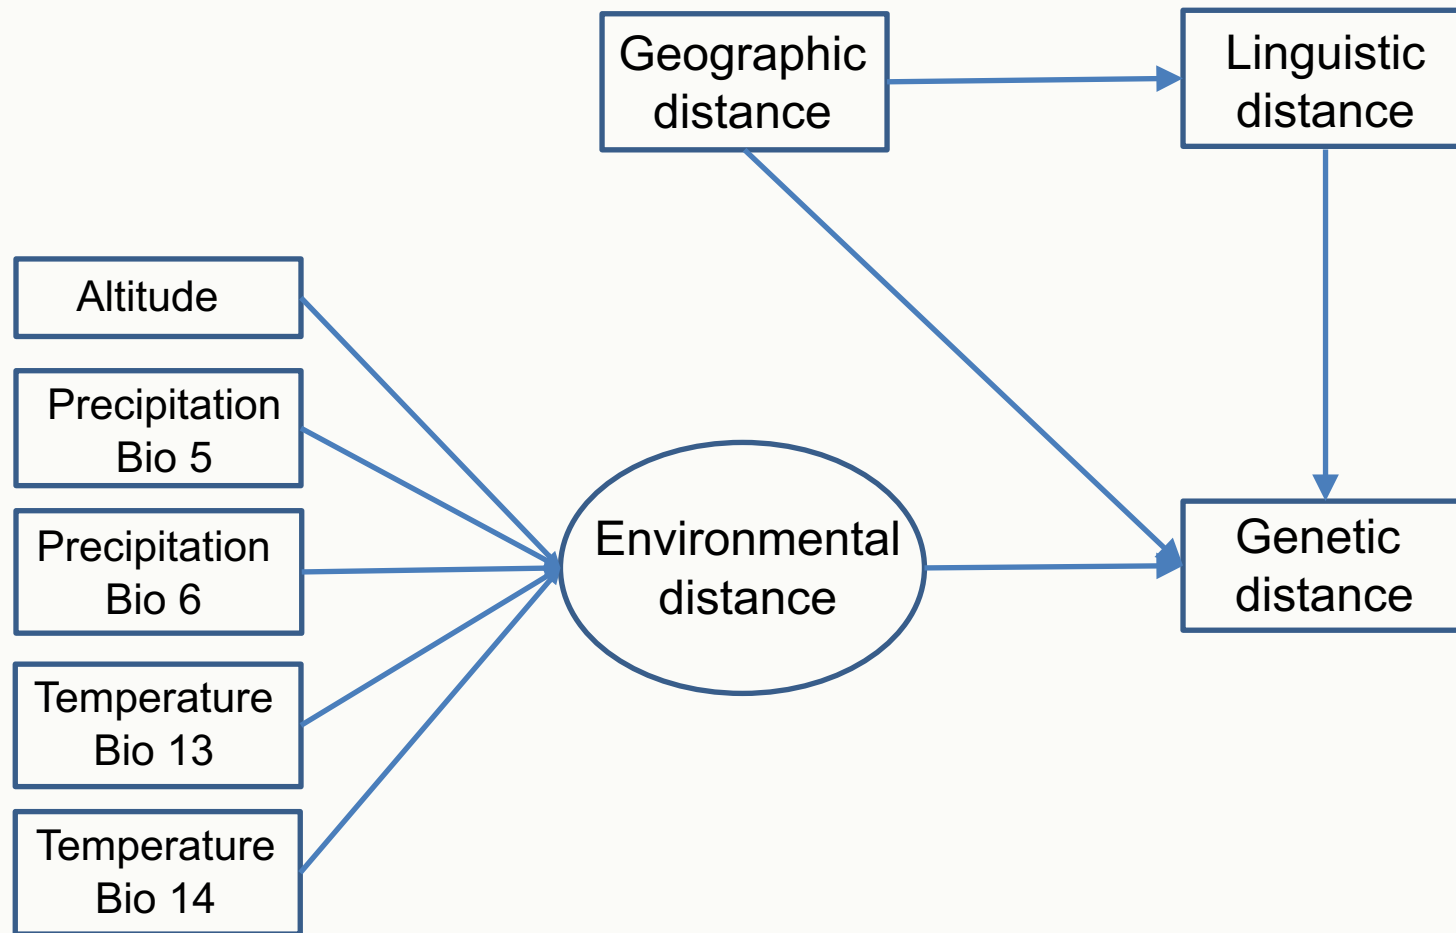 Geographic
distance
Linguistic
distance
Altitude
Precipitation
Bio 5
Precipitation
Bio 6
Temperature
Bio 13
Temperature
Bio 14
Environmental
distance
Genetic
distance